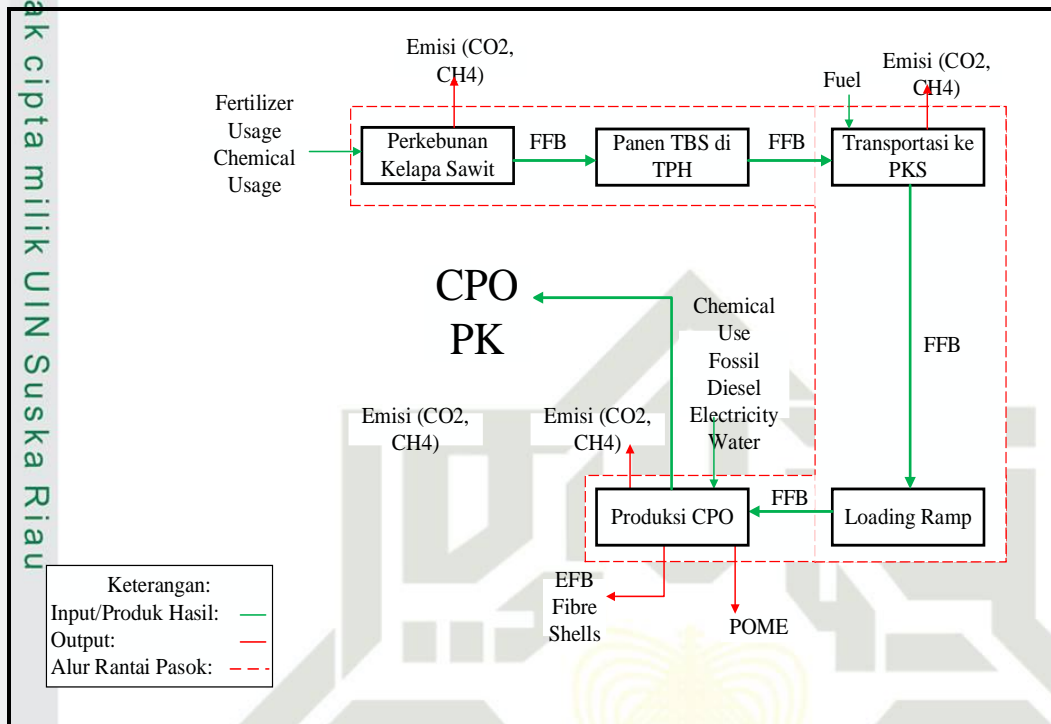 ak cipta milik UIN Suska Riau
Emisi (CO2,
CH4)
Fuel
Emisi (CO2,
CH4)
Fertilizer
Usage
Chemical
Usage
Perkebunan
Kelapa Sawit
FFB
Panen TBS di
TPH
FFB
Transportasi ke
PKS
CPO
PK
Chemical
Use
Fossil
Diesel
Electricity
Water
FFB
Emisi (CO2,
CH4)
Emisi (CO2,
CH4)
Produksi CPO
FFB
Loading Ramp
EFB
Fibre
Shells
POME
Keterangan:
Input/Produk Hasil:
Output:
Alur Rantai Pasok: